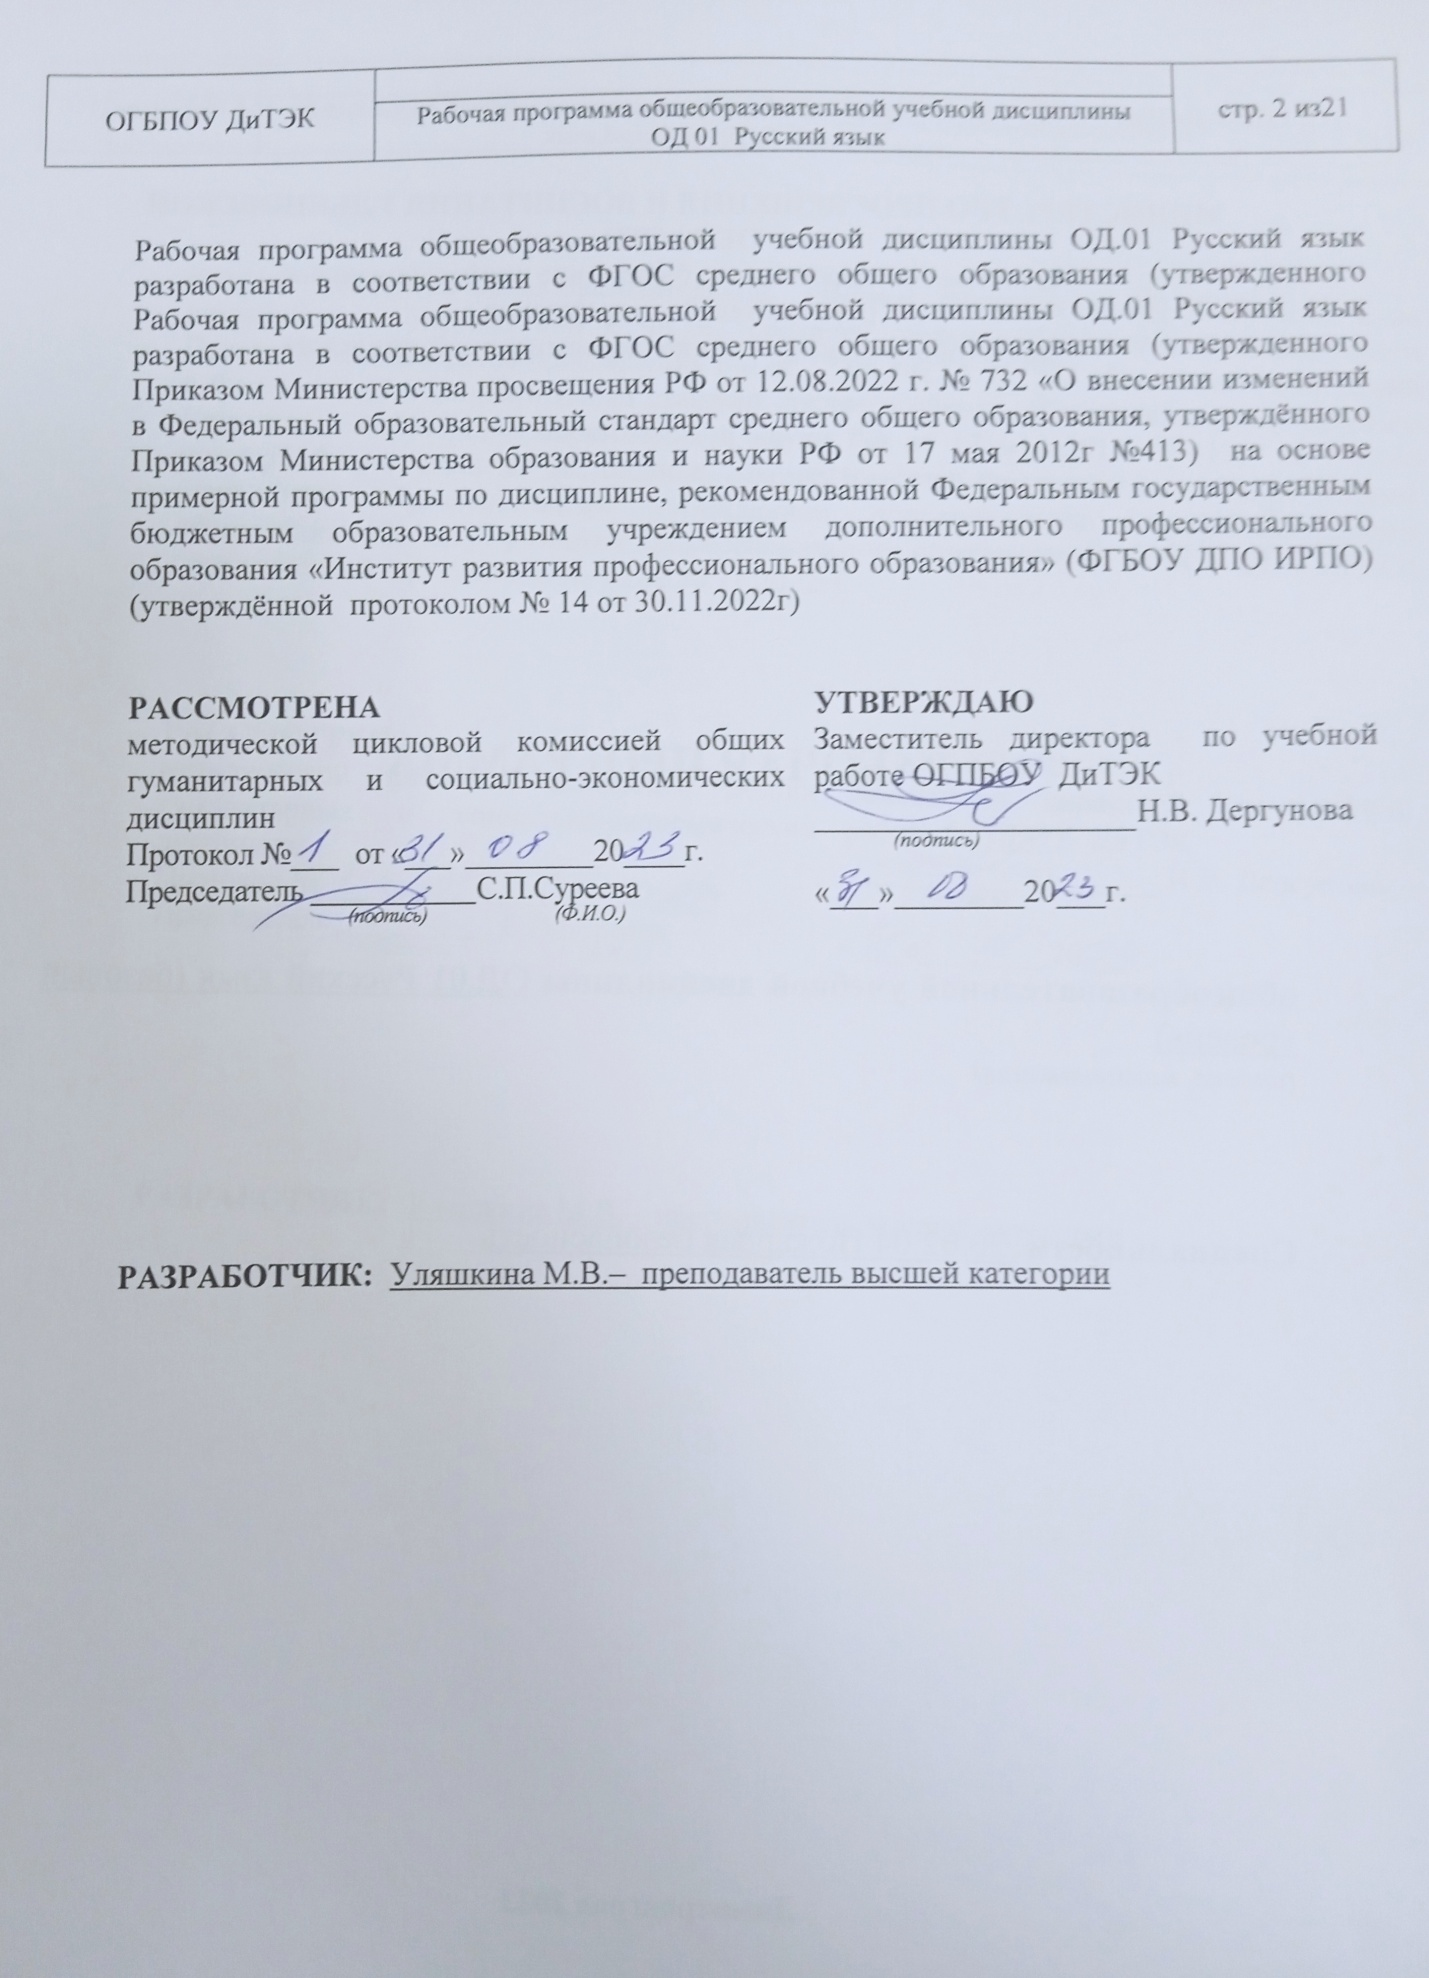 ОГБПОУ ДиТЭК
Рабочая программа общеобразовательной учебной дисциплины
ОД 01 Русский язык
стр. 2 из21
Рабочая программа общеобразовательной учебной дисциплины ОД.01 Русский язык
разработана в соответствии с ФГОС среднего общего образования (утвержденного
Рабочая программа общеобразовательной учебной дисциплины ОД.01 Русский язык
разработана в соответствии с ФГОС среднего общего образования (утвержденного
Приказом Министерства просвещения РФ от 12.08.2022 г. № 732 «О внесении изменений
в Федеральный образовательный стандарт среднего общего образования, утверждённого
Приказом Министерства образования и науки РФ от 17 мая 2012г №413) на основе
примерной программы по дисциплине, рекомендованной Федеральным государственным
бюджетным образовательным учреждением дополнительного профессионального
образования «Институт развития профессионального образования» (ФГБОУ ДПО ИРПО)
(утверждённой протоколом № 14 от 30.11.2022г)
РАССМОТРЕНА
методической цикловой комиссией общих
гуманитарных и социально-экономических
дисциплин
Протокол № 1 от «31» 08 2023г.
Председатель ___________С.П.Суреева
(подпись) (Ф.И.О.)
УТВЕРЖДАЮ
Заместитель директора по учебной
работе ОГПБОУ ДиТЭК
_____________________Н.В. Дергунова
(подпись)
«31» 08 2023г.
РАЗРАБОТЧИК: Уляшкина М.В.– преподаватель высшей категории